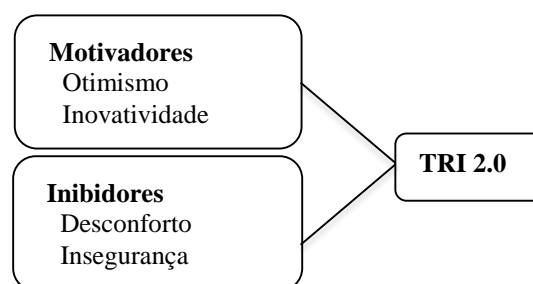 Motivadores
Otimismo
Inovatividade
TRI 2.0
Inibidores
Desconforto
Insegurança